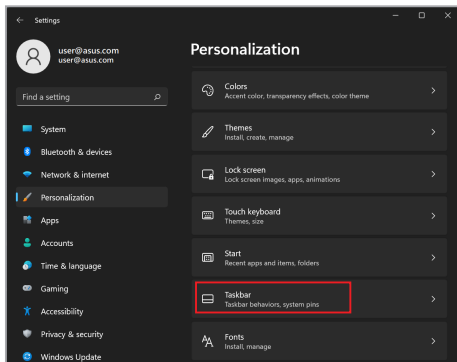 Settings
user@asus.com
user@asus.com
Find a setting
System
Bluetooth & devices
Network & internet
Personalization
Apps
Accounts
Time & language
Gaming
Accessibility
Privacy & security
Windows Update
Personalization
Colors
Accent color, transparency effects, color theme
Themes
Install, create, manage
Lock screen
Lock screen images, apps, animations
Touch keyboard
Themes, size
Start
Recent apps and items, folders
Taskbar
Taskbar behaviors, system pins
Fonts
Install, manage